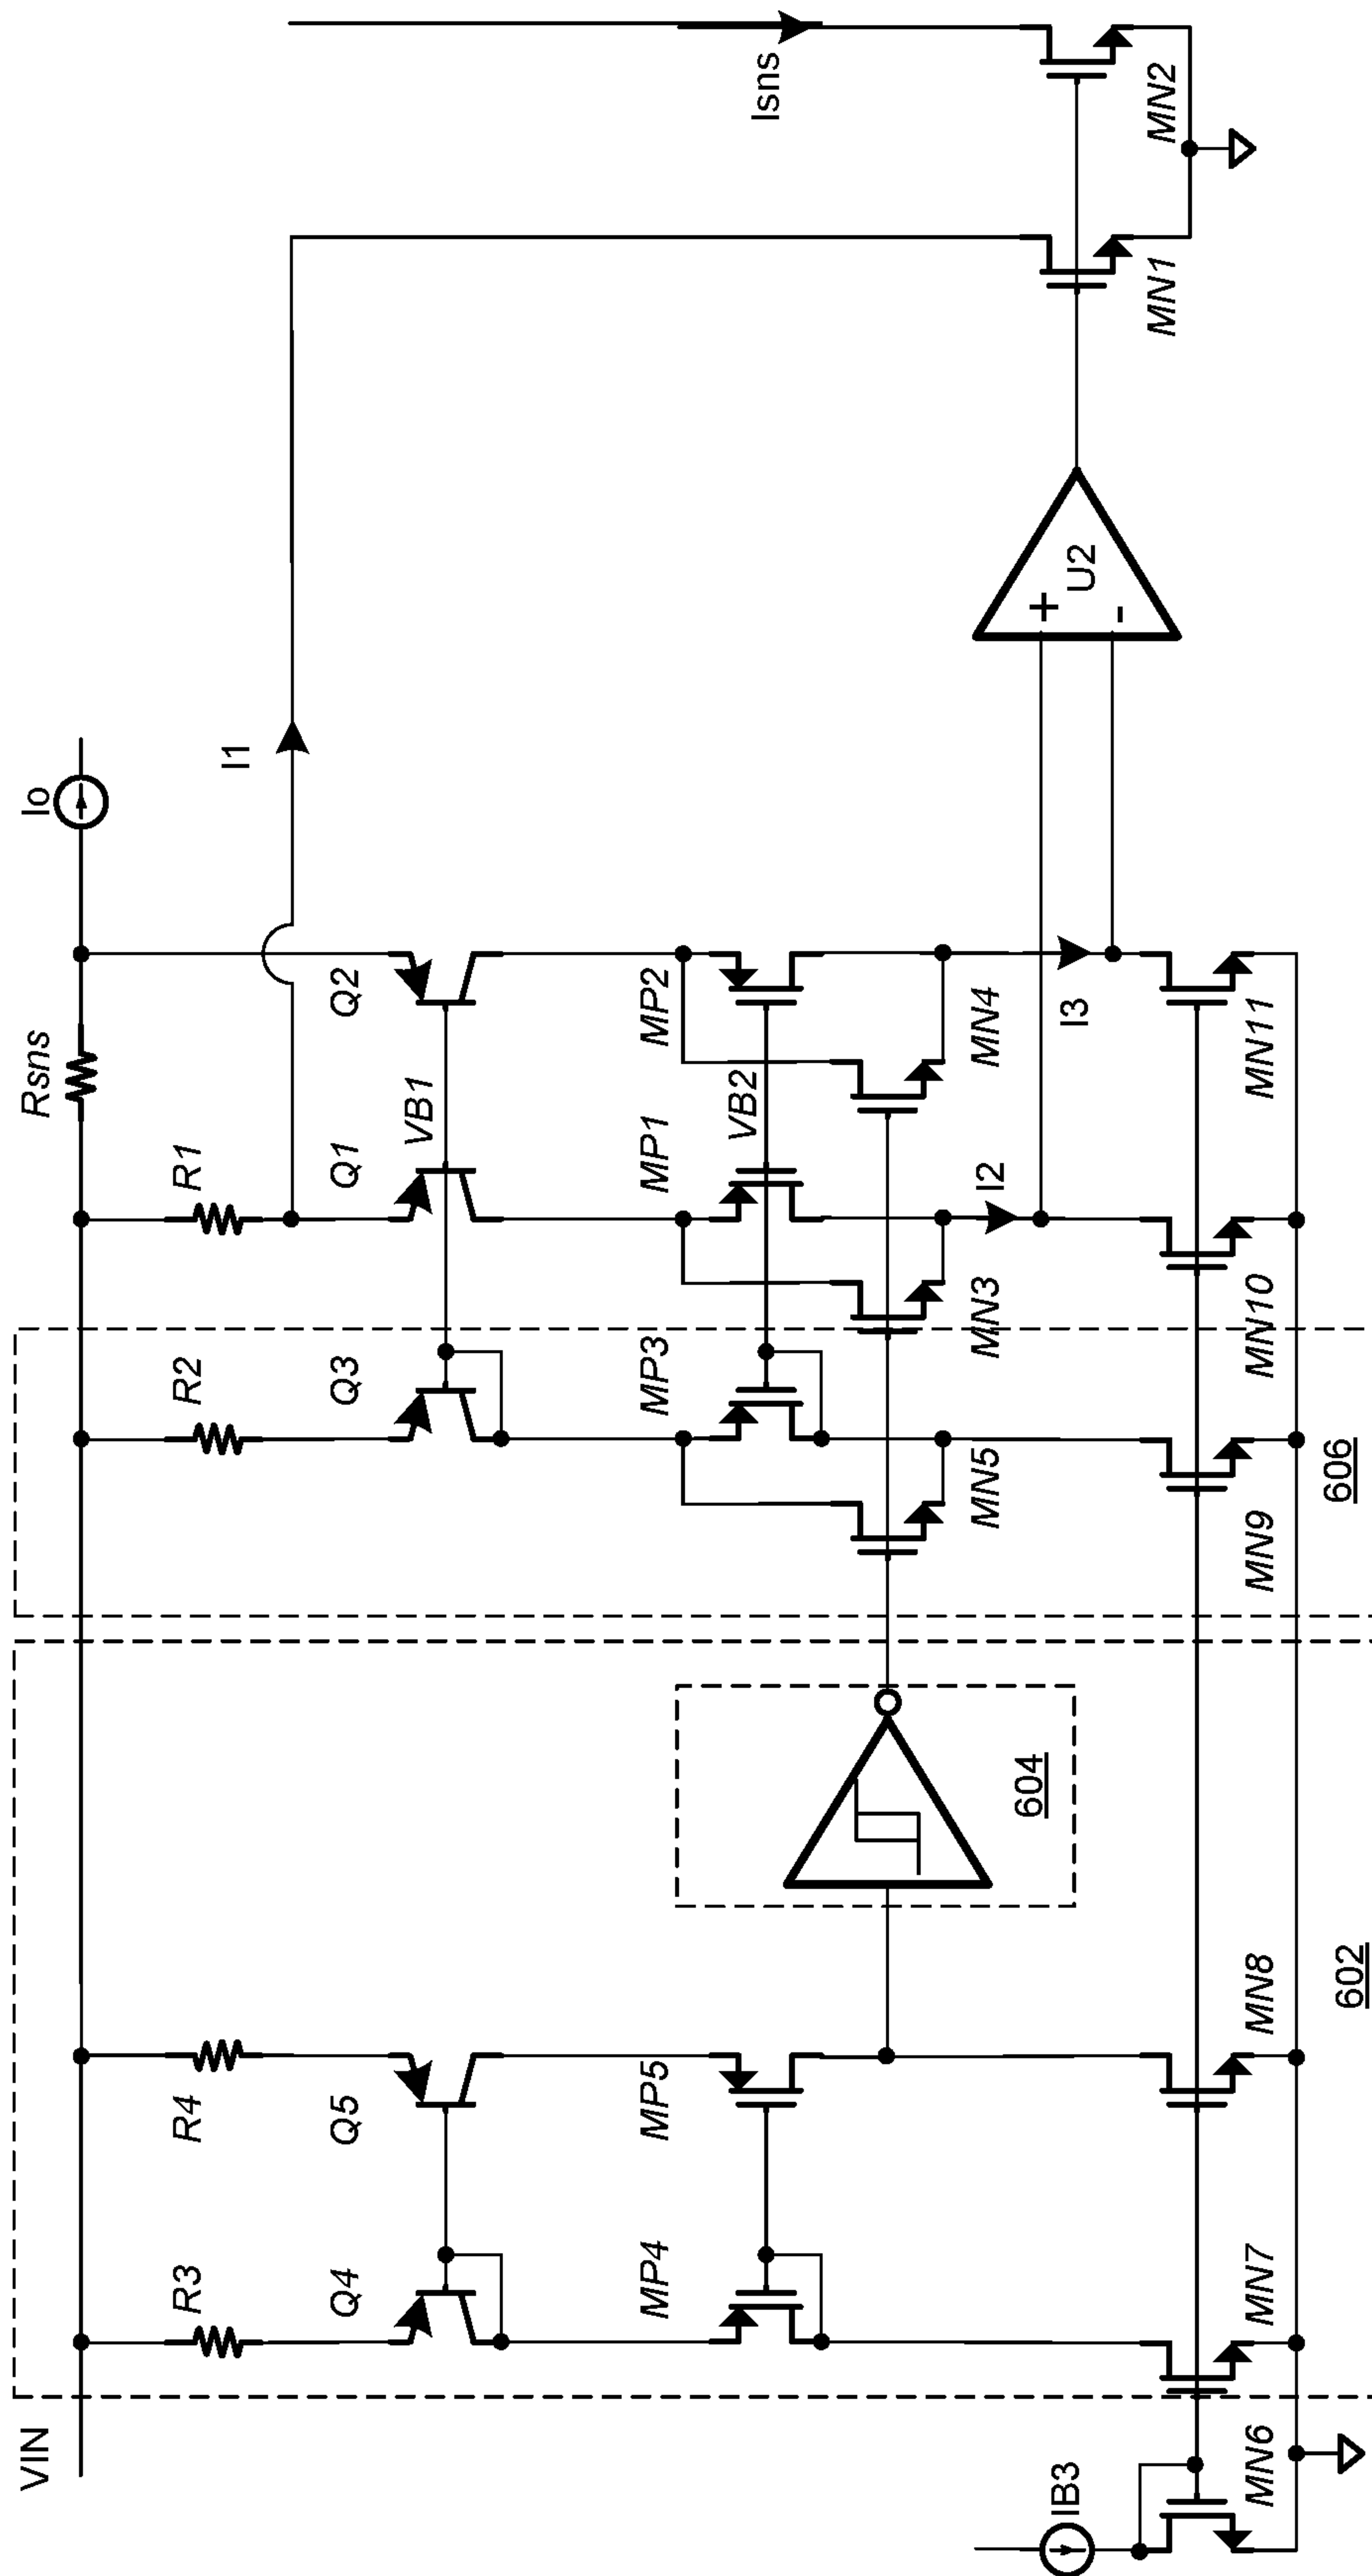 VIN
Rsns
Io
R3
R4
R2
R1
I1
Q4
Q5
Q3
Q1
Q2
VB1
MP4
MP5
MP3
MP1
MP2
VB2
Isns
604
MN5
MN3
MN4
I2
I3
+
-
U2
IB3
MN6
MN7
MN8
MN9
MN10
MN11
MN1
MN2
602
606